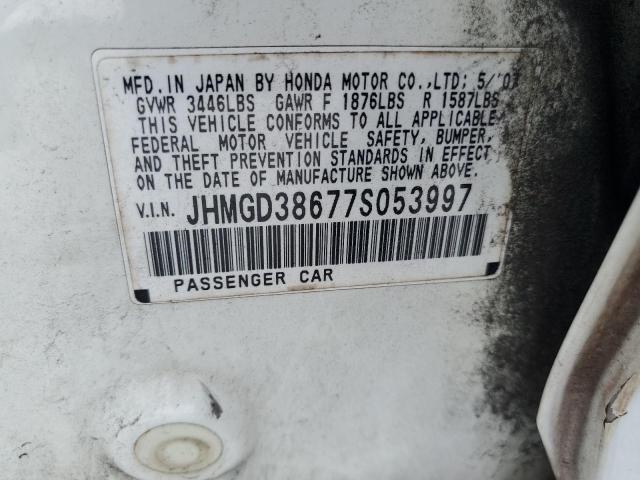 MFD. IN JAPAN BY HONDA MOTOR CO.,LTD; 5/07
GVWR 3446LBS GAWR F 1876LBS R 1587LBS
THIS VEHICLE CONFORMS TO ALL APPLICABLE
FEDERAL MOTOR VEHICLE SAFETY, BUMPER,
AND THEFT PREVENTION STANDARDS IN EFFECT
ON THE DATE OF MANUFACTURE SHOWN ABOVE.
V.I.N. JHMGD38677S053997
PASSENGER CAR